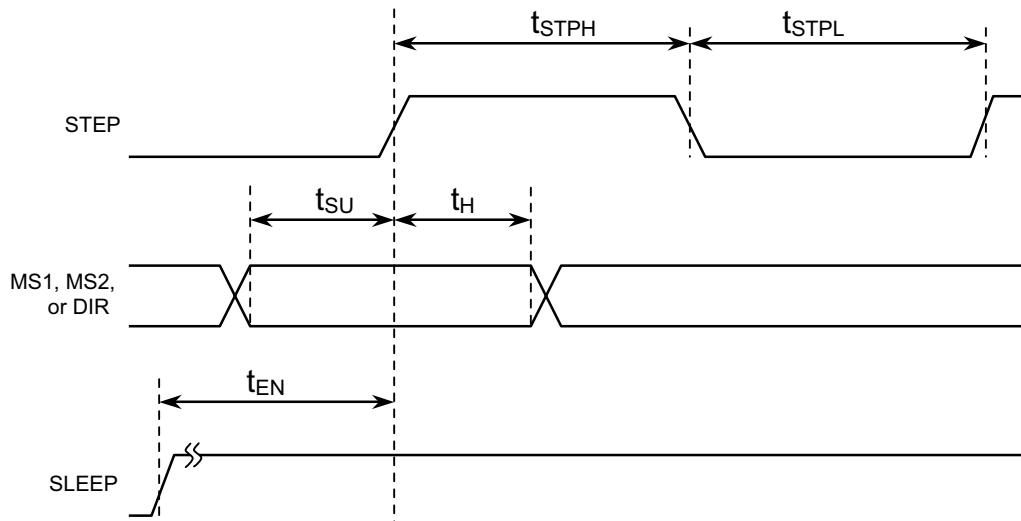 tSTPH
tSTPL
STEP
tSU
tH
MS1, MS2,
or DIR
tEN
SLEEP